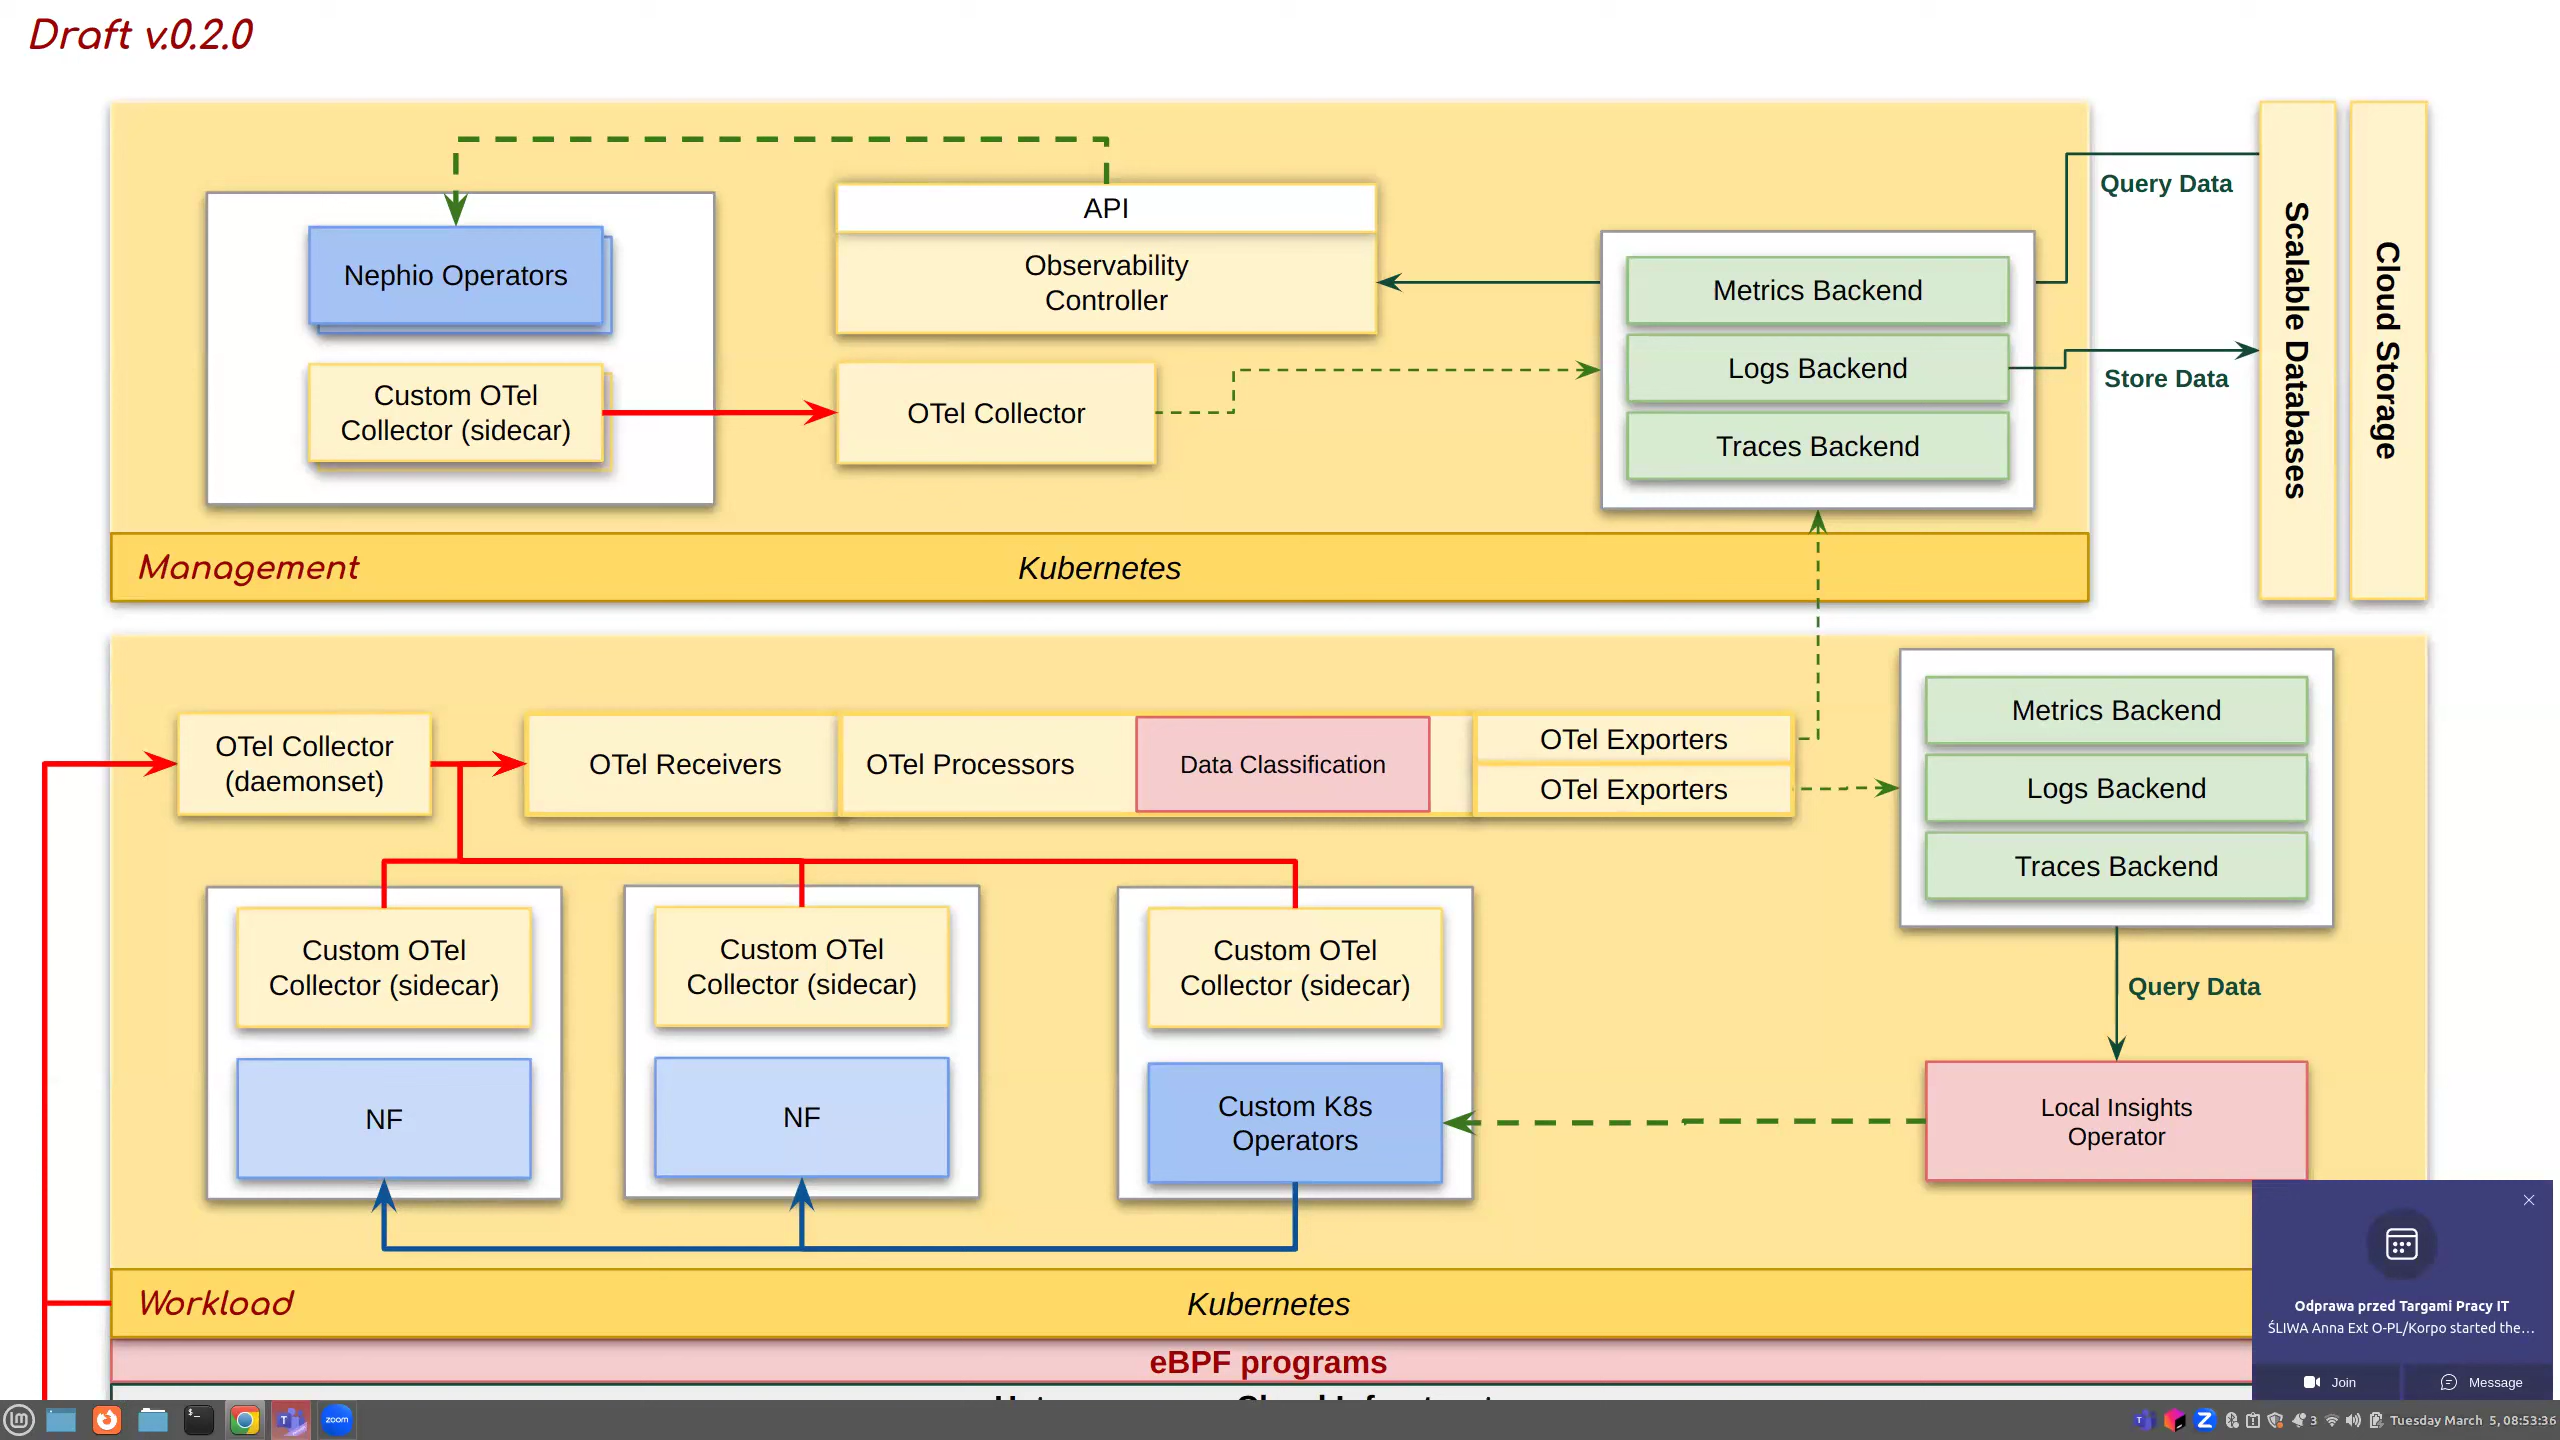 Draft v.0.2.0
API
Query Data
Nephio Operators
Observability
Controller
Metrics Backend
Logs Backend
Traces Backend
Store Data
Scalable Databases
Cloud Storage
Custom OTel
Collector (sidecar)
OTel Collector
Management
Kubernetes
OTel Collector
(daemonset)
OTel Receivers
OTel Processors
Data Classification
OTel Exporters
OTel Exporters
Metrics Backend
Logs Backend
Traces Backend
Custom OTel
Collector (sidecar)
Custom OTel
Collector (sidecar)
Custom OTel
Collector (sidecar)
Query Data
NF
NF
Custom K8s
Operators
Local Insights
Operator
Workload
Kubernetes
eBPF programs
Odprawa przed Targami Pracy IT
ŚLIWA Anna Ext O-PL/Korpo started the...
Join
Message
zoom
3
Tuesday March 5, 08:53:36